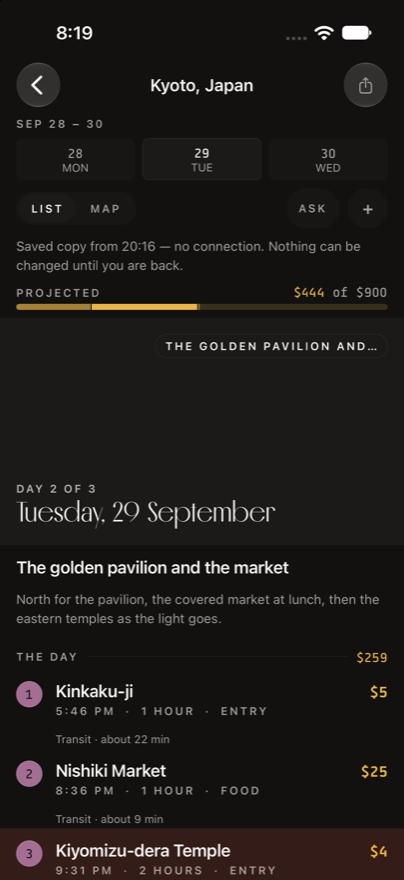 8:19
Kyoto, Japan
SEP 28 – 30
28
MON
29
TUE
30
WED
LIST
MAP
ASK
+
Saved copy from 20:16 — no connection. Nothing can be
changed until you are back.
PROJECTED
$444 of $900
THE GOLDEN PAVILION AND…
DAY 2 OF 3
Tuesday, 29 September
The golden pavilion and the market
North for the pavilion, the covered market at lunch, then the
eastern temples as the light goes.
THE DAY
$259
1
Kinkaku-ji
$5
5:46 PM · 1 HOUR · ENTRY
Transit · about 22 min
2
Nishiki Market
$25
8:36 PM · 1 HOUR · FOOD
Transit · about 9 min
3
Kiyomizu-dera Temple
$4
9:31 PM · 2 HOURS · ENTRY